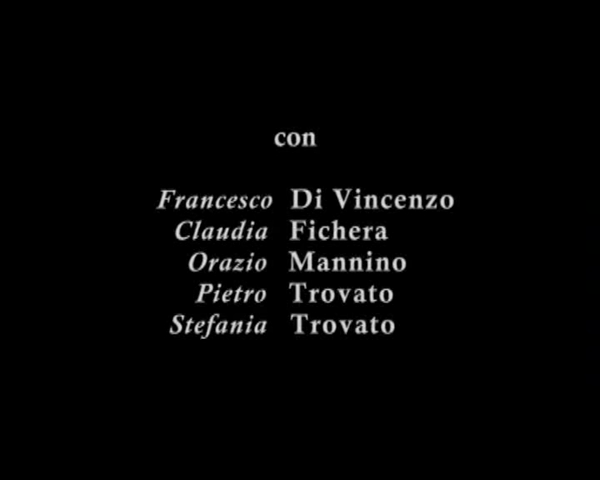 con
Francesco Di Vincenzo
Claudia Fichera
Orazio Mannino
Pietro Trovato
Stefania Trovato